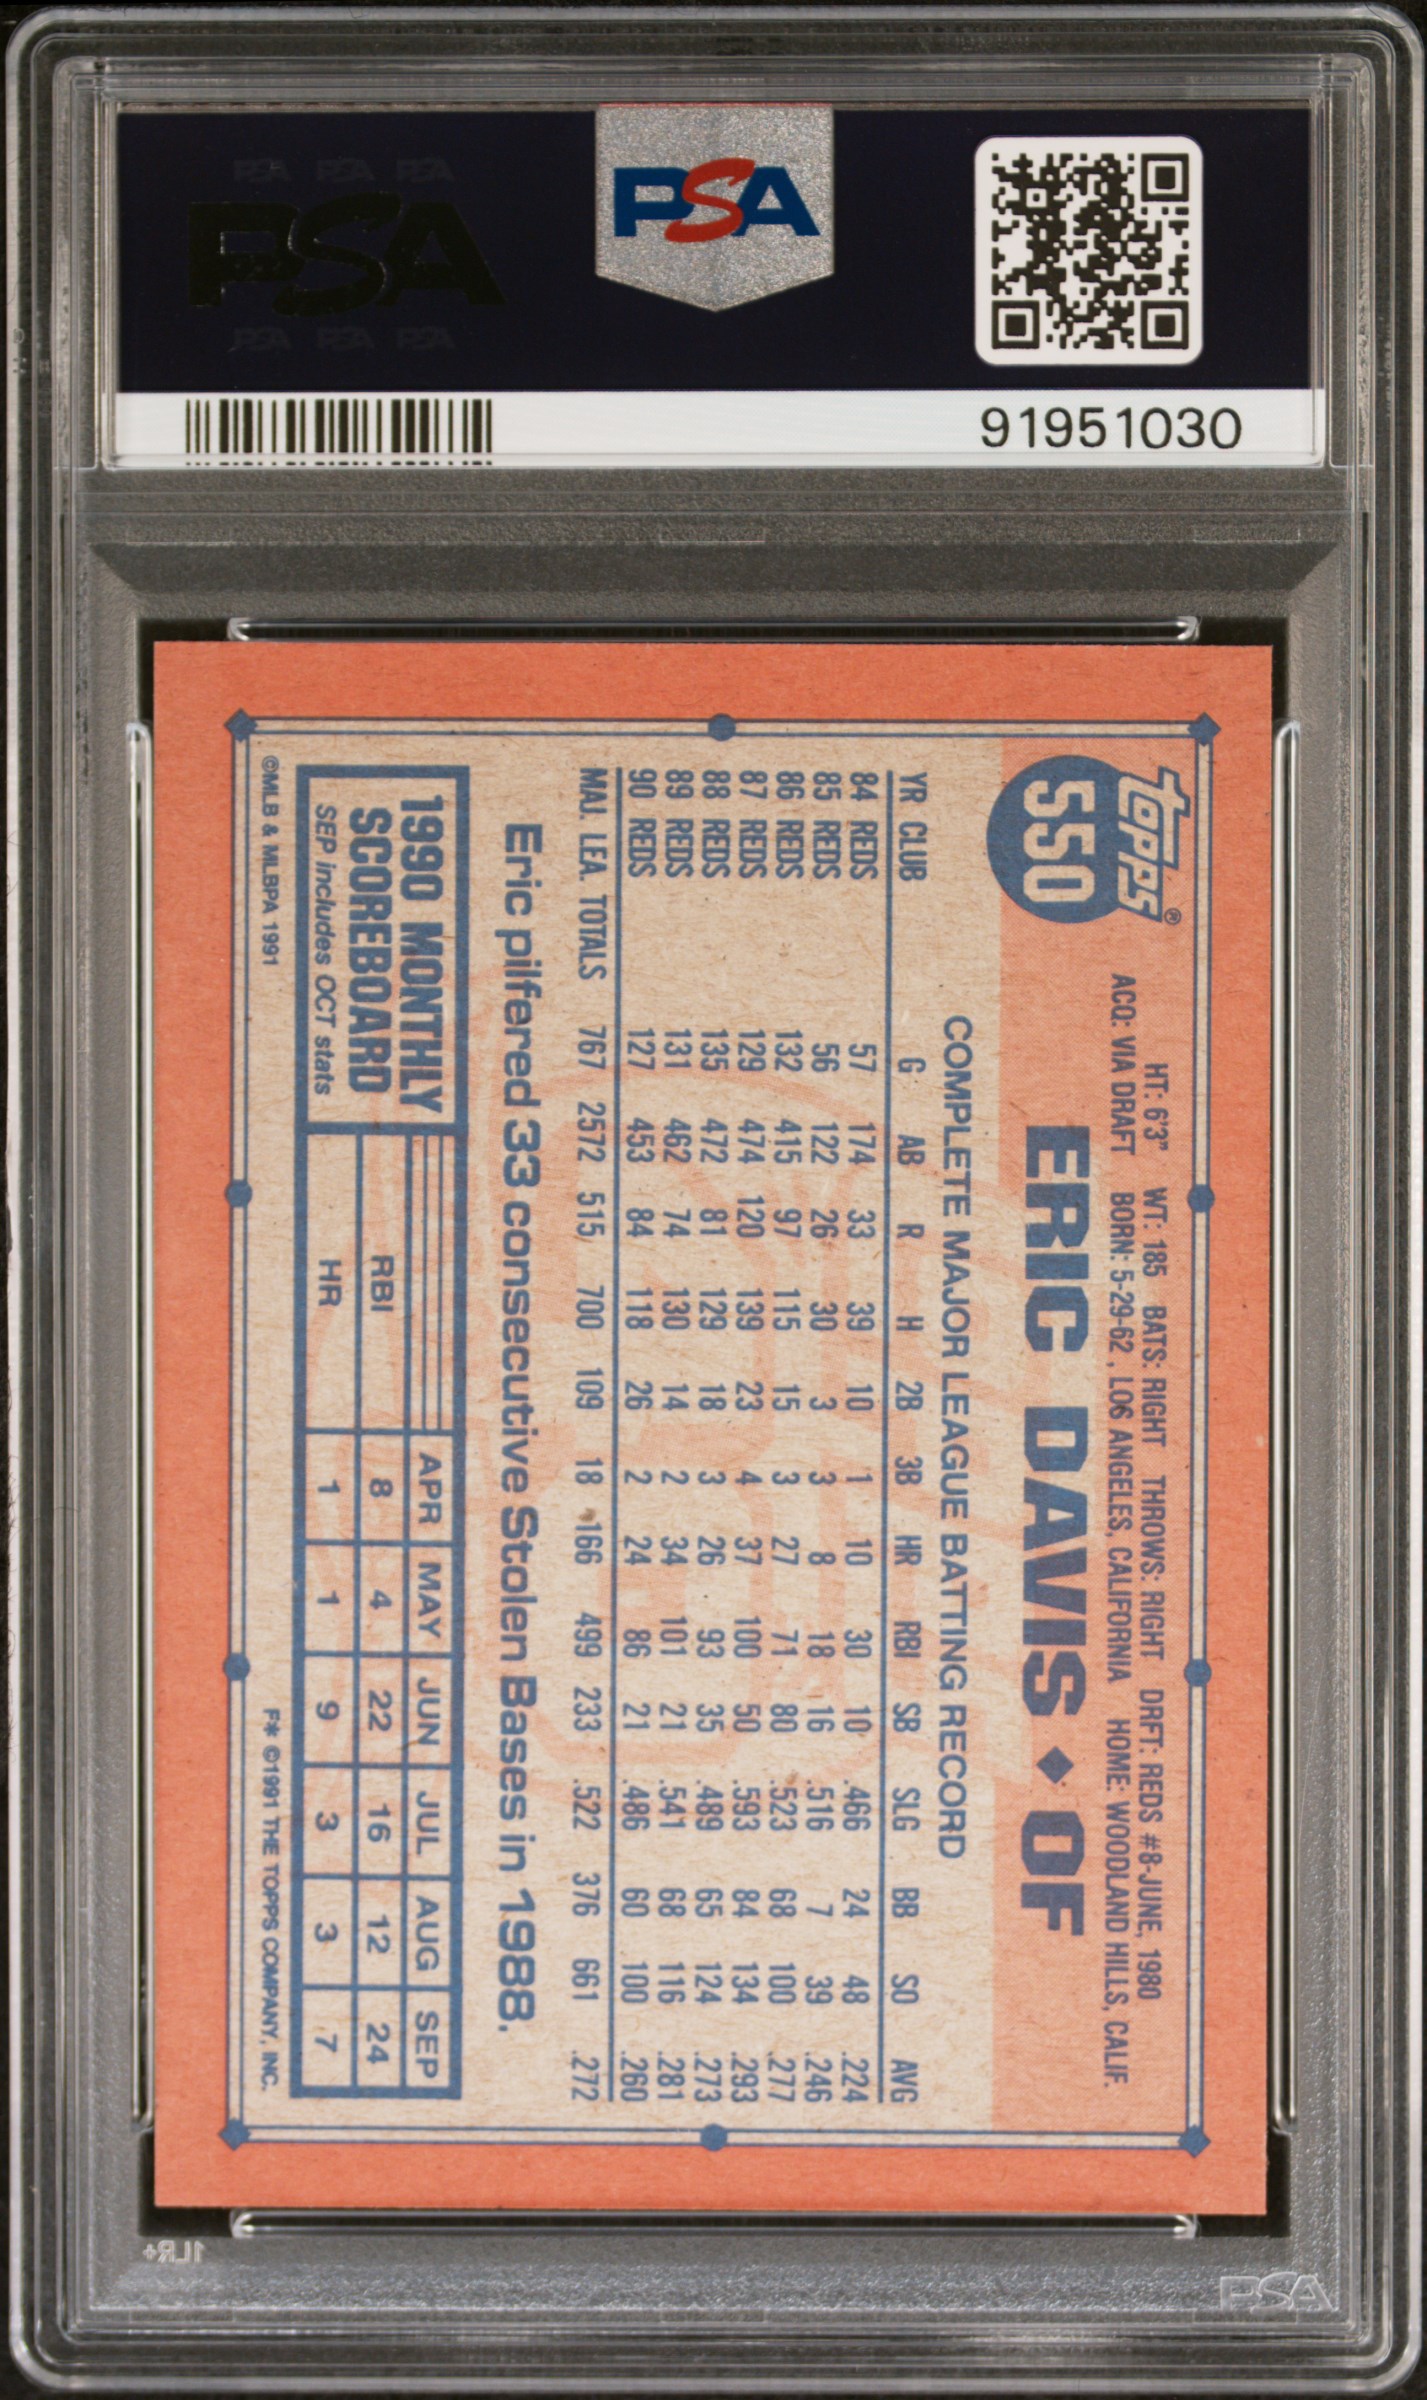 PSA PSA PSA
PSA
PSA PSA PSA
PSA
91951030
topps®
550
HT: 6'3" WT: 185 BATS: RIGHT THROWS: RIGHT DRFT: REDS #8-JUNE, 1980
ACQ: VIA DRAFT BORN: 5-29-62, LOS ANGELES, CALIFORNIA HOME: WOODLAND HILLS, CALIF.
ERIC DAVIS ♦ OF
COMPLETE MAJOR LEAGUE BATTING RECORD
YR CLUB G AB R H 2B 3B HR RBI SB SLG BB SO AVG
84 REDS 57 174 33 39 10 1 10 30 10 .466 24 48 .224
85 REDS 56 122 26 30 3 3 8 18 16 .516 7 39 .246
86 REDS 132 415 97 115 15 3 27 71 80 .523 68 100 .277
87 REDS 129 474 120 139 23 4 37 100 50 .593 84 134 .293
88 REDS 135 472 81 129 18 3 26 93 35 .489 65 124 .273
89 REDS 131 462 74 130 14 2 34 101 21 .541 68 116 .281
90 REDS 127 453 84 118 26 2 24 86 21 .486 60 100 .260
MAJ. LEA. TOTALS 767 2572 515 700 109 18 166 499 233 .522 376 661 .272
Eric pilfered 33 consecutive Stolen Bases in 1988.
1990 MONTHLY
SCOREBOARD
SEP includes OCT stats
APR MAY JUN JUL AUG SEP
RBI 8 4 22 16 12 24
HR 1 1 9 3 3 7
©MLB & MLBPA 1991
F* ©1991 THE TOPPS COMPANY, INC.
1LR+
PSA